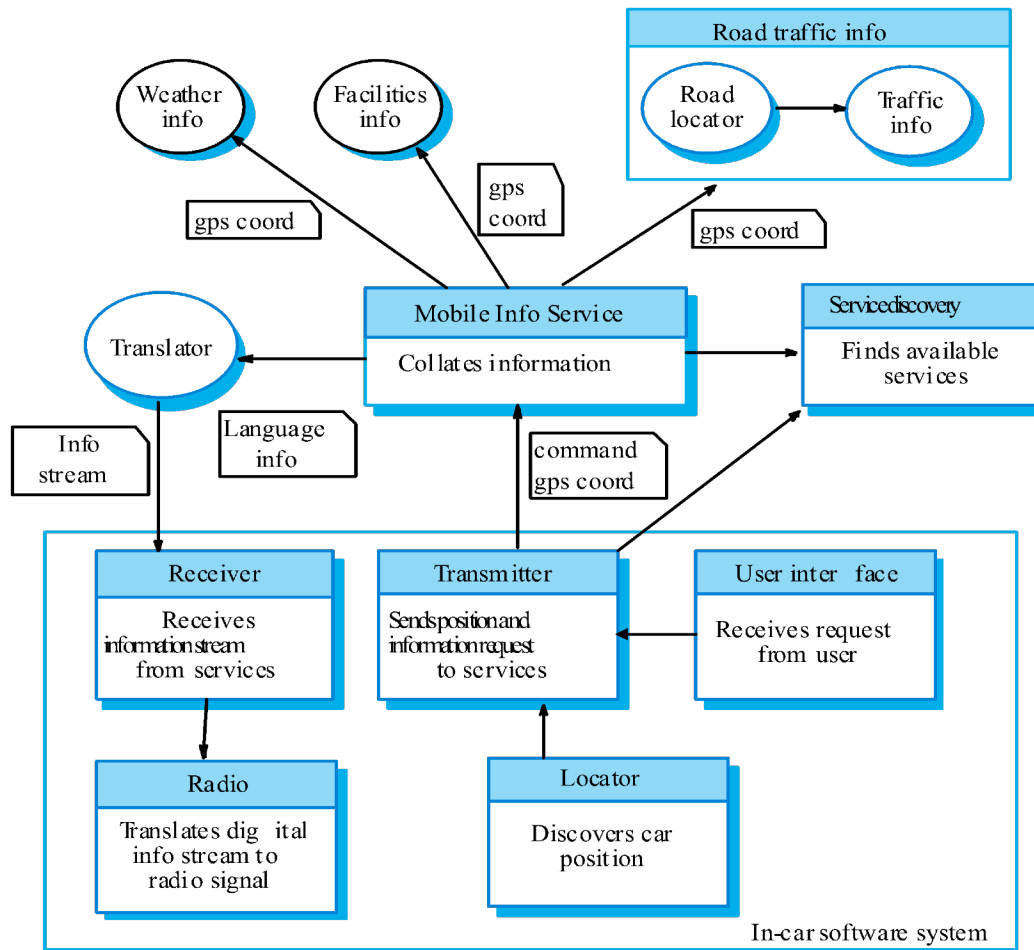 Road traffic info
Weather
info
Facilities
info
Road
locator
Traffic
info
gps coord
gps
coord
gps coord
Mobile Info Service
Collates information
Translator
Servicediscovery
Finds available
services
Info
stream
Language
info
command
gps coord
Receiver
Receives
informationstream
from services
Transmitter
Sendspositionand
informationrequest
to services
User inter face
Receives request
from user
Radio
Translates dig ital
info stream to
radio signal
Locator
Discovers car
position
In-car software system